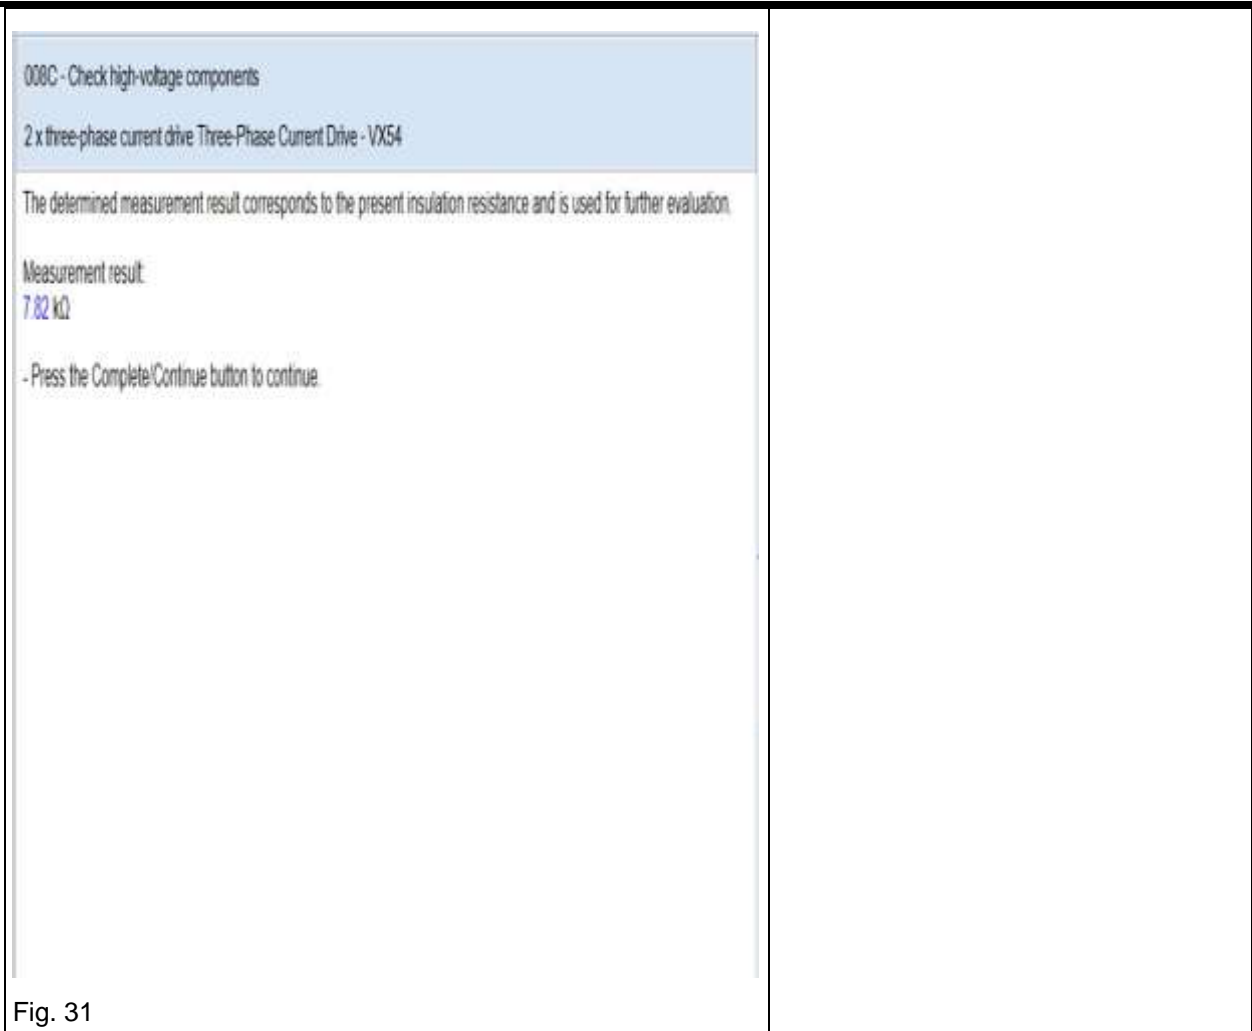 008C - Check high-voltage components
2 x three-phase current drive Three-Phase Current Drive - VX54
The determined measurement result corresponds to the present insulation resistance and is used for further evaluation.
Measurement result:
7.82 kΩ
- Press the Complete/Continue button to continue.
Fig. 31